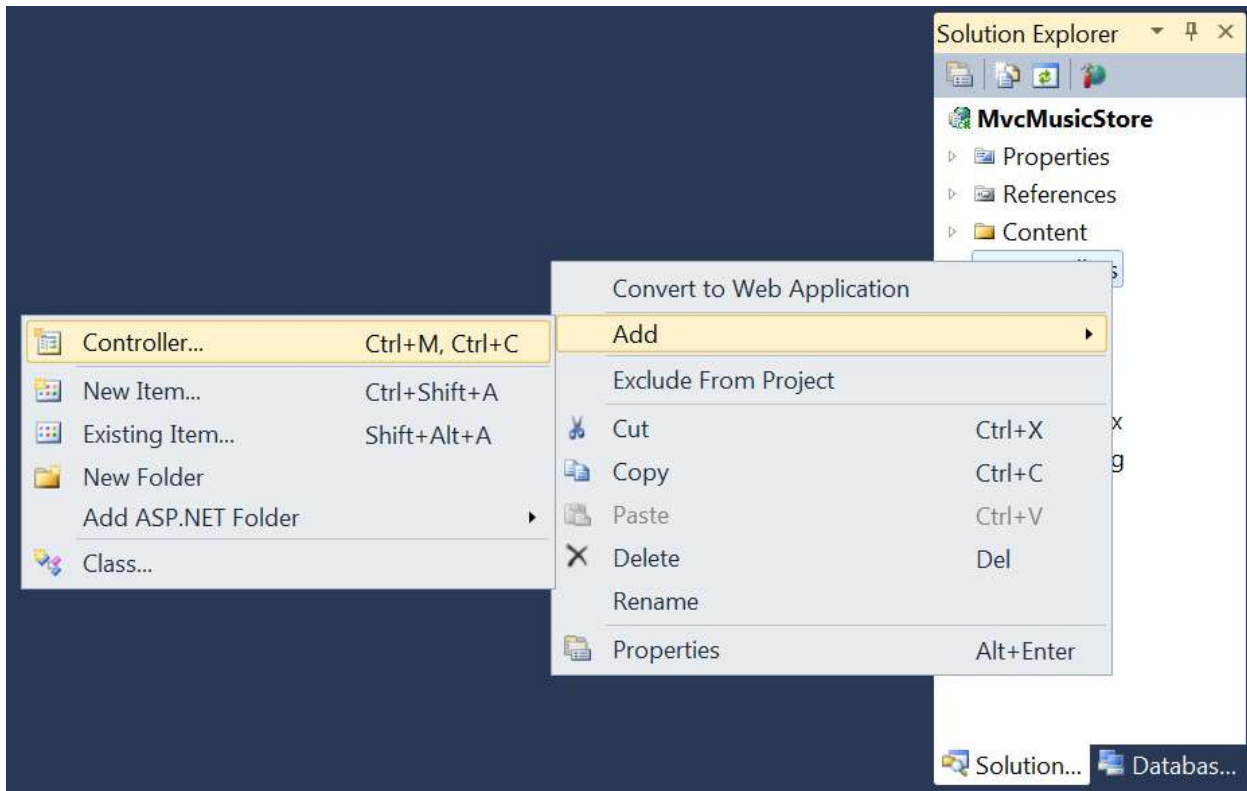 Solution Explorer
MvcMusicStore
Properties
References
Content
Convert to Web Application
Add
Exclude From Project
Cut Ctrl+X
Copy Ctrl+C
Paste Ctrl+V
Delete Del
Rename
Properties Alt+Enter
Controller... Ctrl+M, Ctrl+C
New Item... Ctrl+Shift+A
Existing Item... Shift+Alt+A
New Folder
Add ASP.NET Folder
Class...
Solution... Databas...